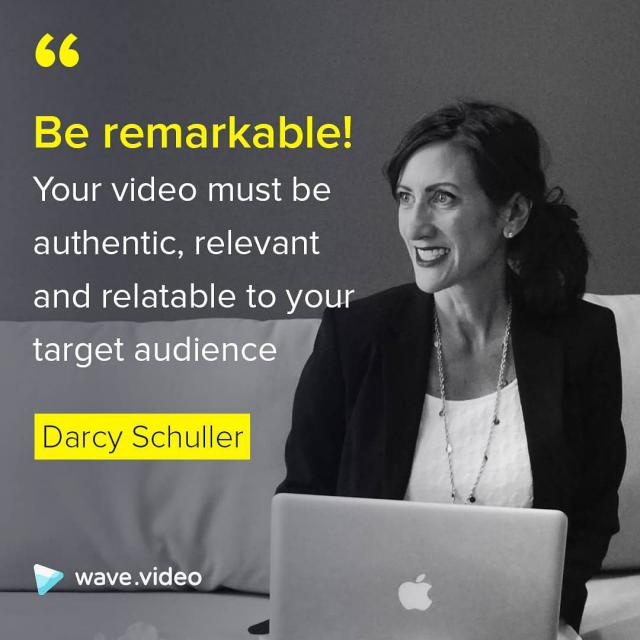 “
Be remarkable!
Your video must be
authentic, relevant
and relatable to your
target audience
Darcy Schuller
wave.video